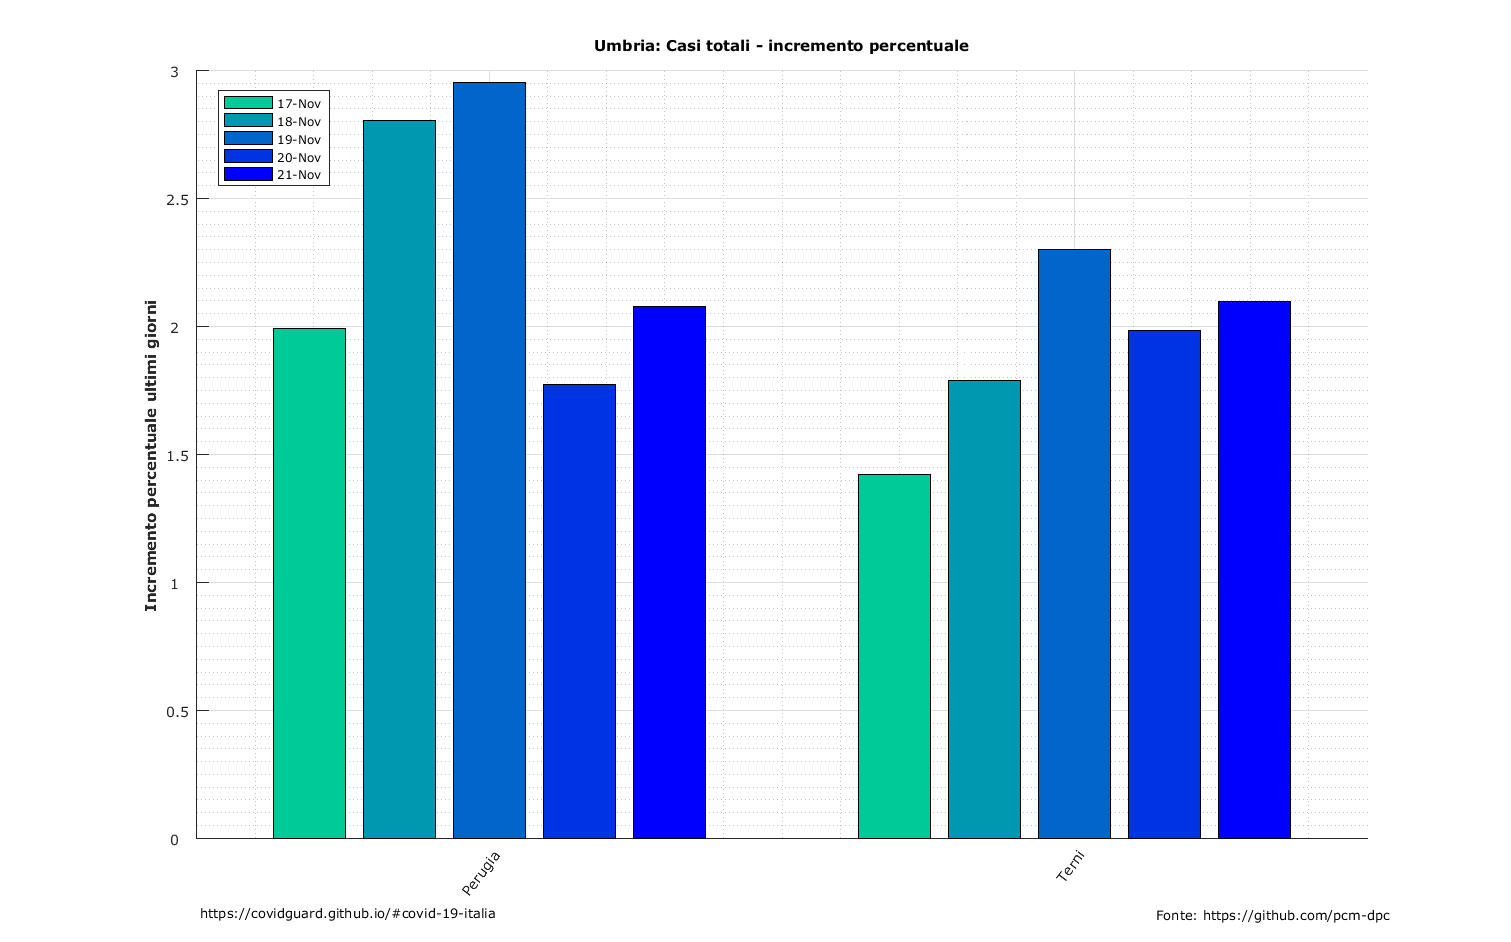 Umbria: Casi totali - incremento percentuale
17-Nov
18-Nov
19-Nov
20-Nov
21-Nov
Incremento percentuale ultimi giorni
3
2.5
2
1.5
1
0.5
0
Perugia
Terni
https://covidguard.github.io/#covid-19-italia
Fonte: https://github.com/pcm-dpc